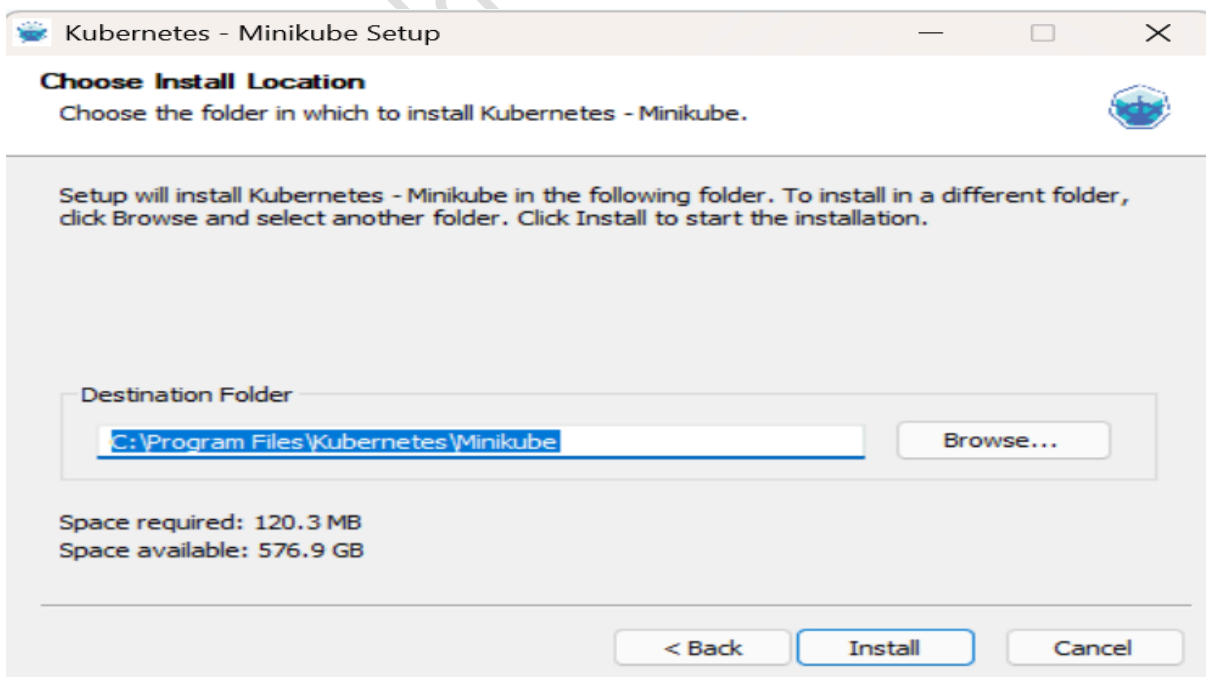 Kubernetes - Minikube Setup
Choose Install Location
Choose the folder in which to install Kubernetes - Minikube.
Setup will install Kubernetes - Minikube in the following folder. To install in a different folder,
click Browse and select another folder. Click Install to start the installation.
Destination Folder
C:\Program Files\Kubernetes\Minikube
Browse...
Space required: 120.3 MB
Space available: 576.9 GB
< Back
Install
Cancel